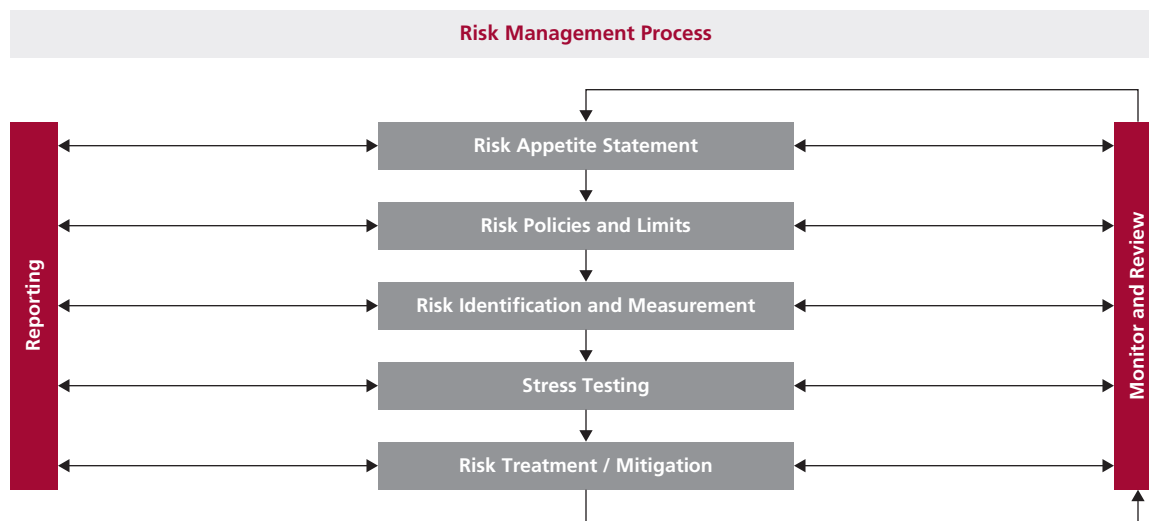 Risk Management Process
Risk Appetite Statement
Risk Policies and Limits
Risk Identification and Measurement
Stress Testing
Risk Treatment / Mitigation
Reporting
Monitor and Review